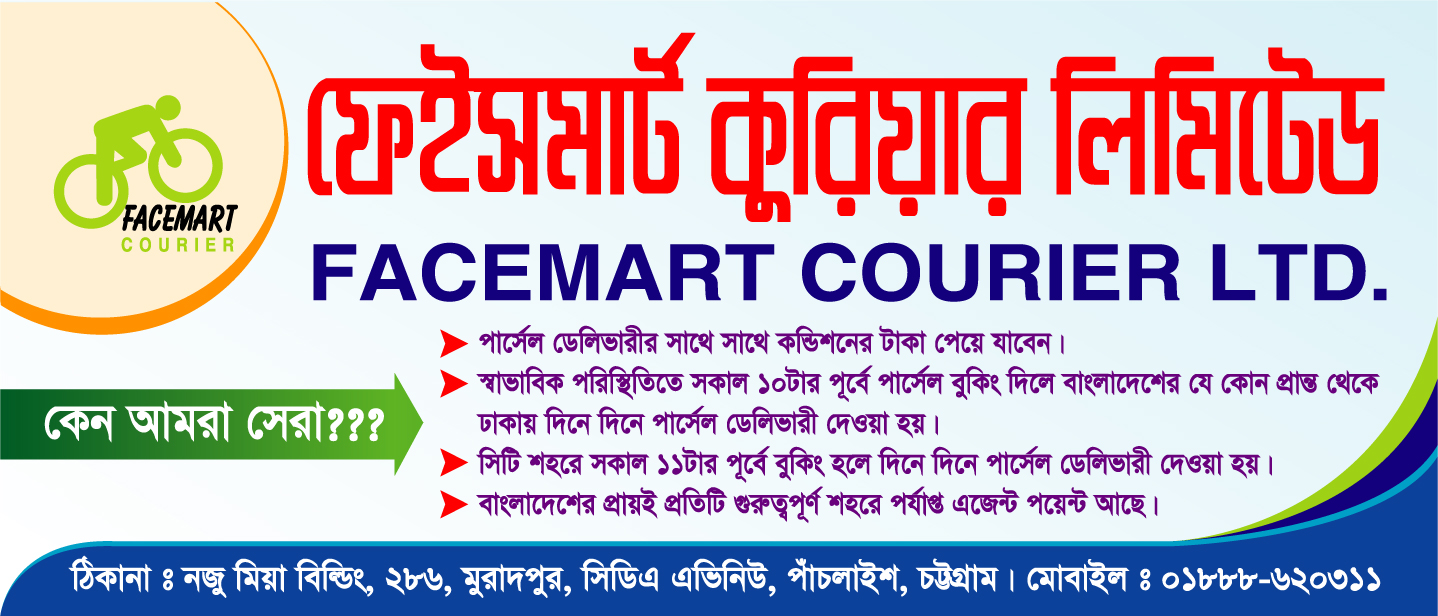 ফেইসমার্ট কুরিয়ার লিমিটেড
FACEMART
COURIER
FACEMART COURIER LTD.
কেন আমরা সেরা???
পার্সেল ডেলিভারীর সাথে সাথে কন্ডিশনের টাকা পেয়ে যাবেন।
স্বাভাবিক পরিস্থিতিতে সকাল ১০টার পূর্বে পার্সেল বুকিং দিলে বাংলাদেশের যে কোন প্রান্ত থেকে
ঢাকায় দিনে দিনে পার্সেল ডেলিভারী দেওয়া হয়।
সিটি শহরে সকাল ১১টার পূর্বে বুকিং হলে দিনে দিনে পার্সেল ডেলিভারী দেওয়া হয়।
বাংলাদেশের প্রায়ই প্রতিটি গুরুত্বপূর্ণ শহরে পর্যাপ্ত এজেন্ট পয়েন্ট আছে।
ঠিকানা ঃ নজু মিয়া বিল্ডিং, ২৮৬, মুরাদপুর, সিডিএ এভিনিউ, পাঁচলাইশ, চট্টগ্রাম। মোবাইল ঃ ০১৮৮৮-৬২০৩১১